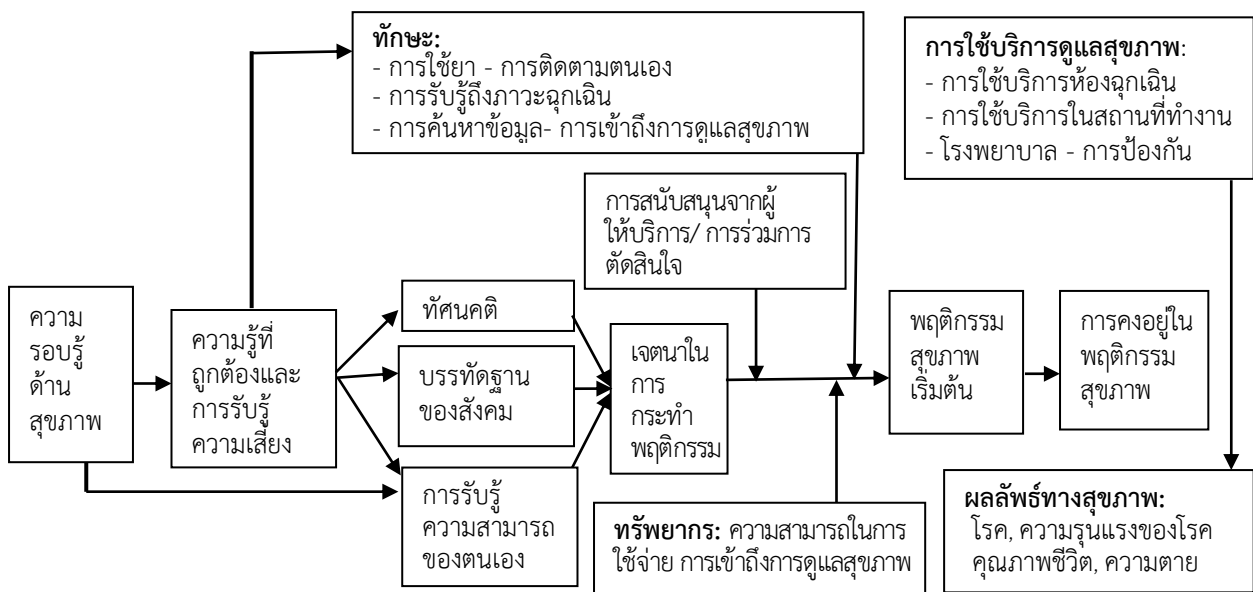 ทักษะ:
- การใช้ยา - การติดตามตนเอง
- การรับรู้ถึงภาวะฉุกเฉิน
- การค้นหาข้อมูล- การเข้าถึงการดูแลสุขภาพ
การใช้บริการดูแลสุขภาพ:
- การใช้บริการห้องฉุกเฉิน
- การใช้บริการในสถานที่ทำงาน
- โรงพยาบาล - การป้องกัน
การสนับสนุนจากผู้
ให้บริการ/ การร่วมการ
ตัดสินใจ
ความ
รอบรู้
ด้าน
สุขภาพ
ความรู้ที่
ถูกต้องและ
การรับรู้
ความเสี่ยง
ทัศนคติ
บรรทัดฐาน
ของสังคม
การรับรู้
ความสามารถ
ของตนเอง
เจตนาใน
การ
กระทำ
พฤติกรรม
พฤติกรรม
สุขภาพ
เริ่มต้น
การคงอยู่ใน
พฤติกรรม
สุขภาพ
ทรัพยากร: ความสามารถในการ
ใช้จ่าย การเข้าถึงการดูแลสุขภาพ
ผลลัพธ์ทางสุขภาพ:
โรค, ความรุนแรงของโรค
คุณภาพชีวิต, ความตาย